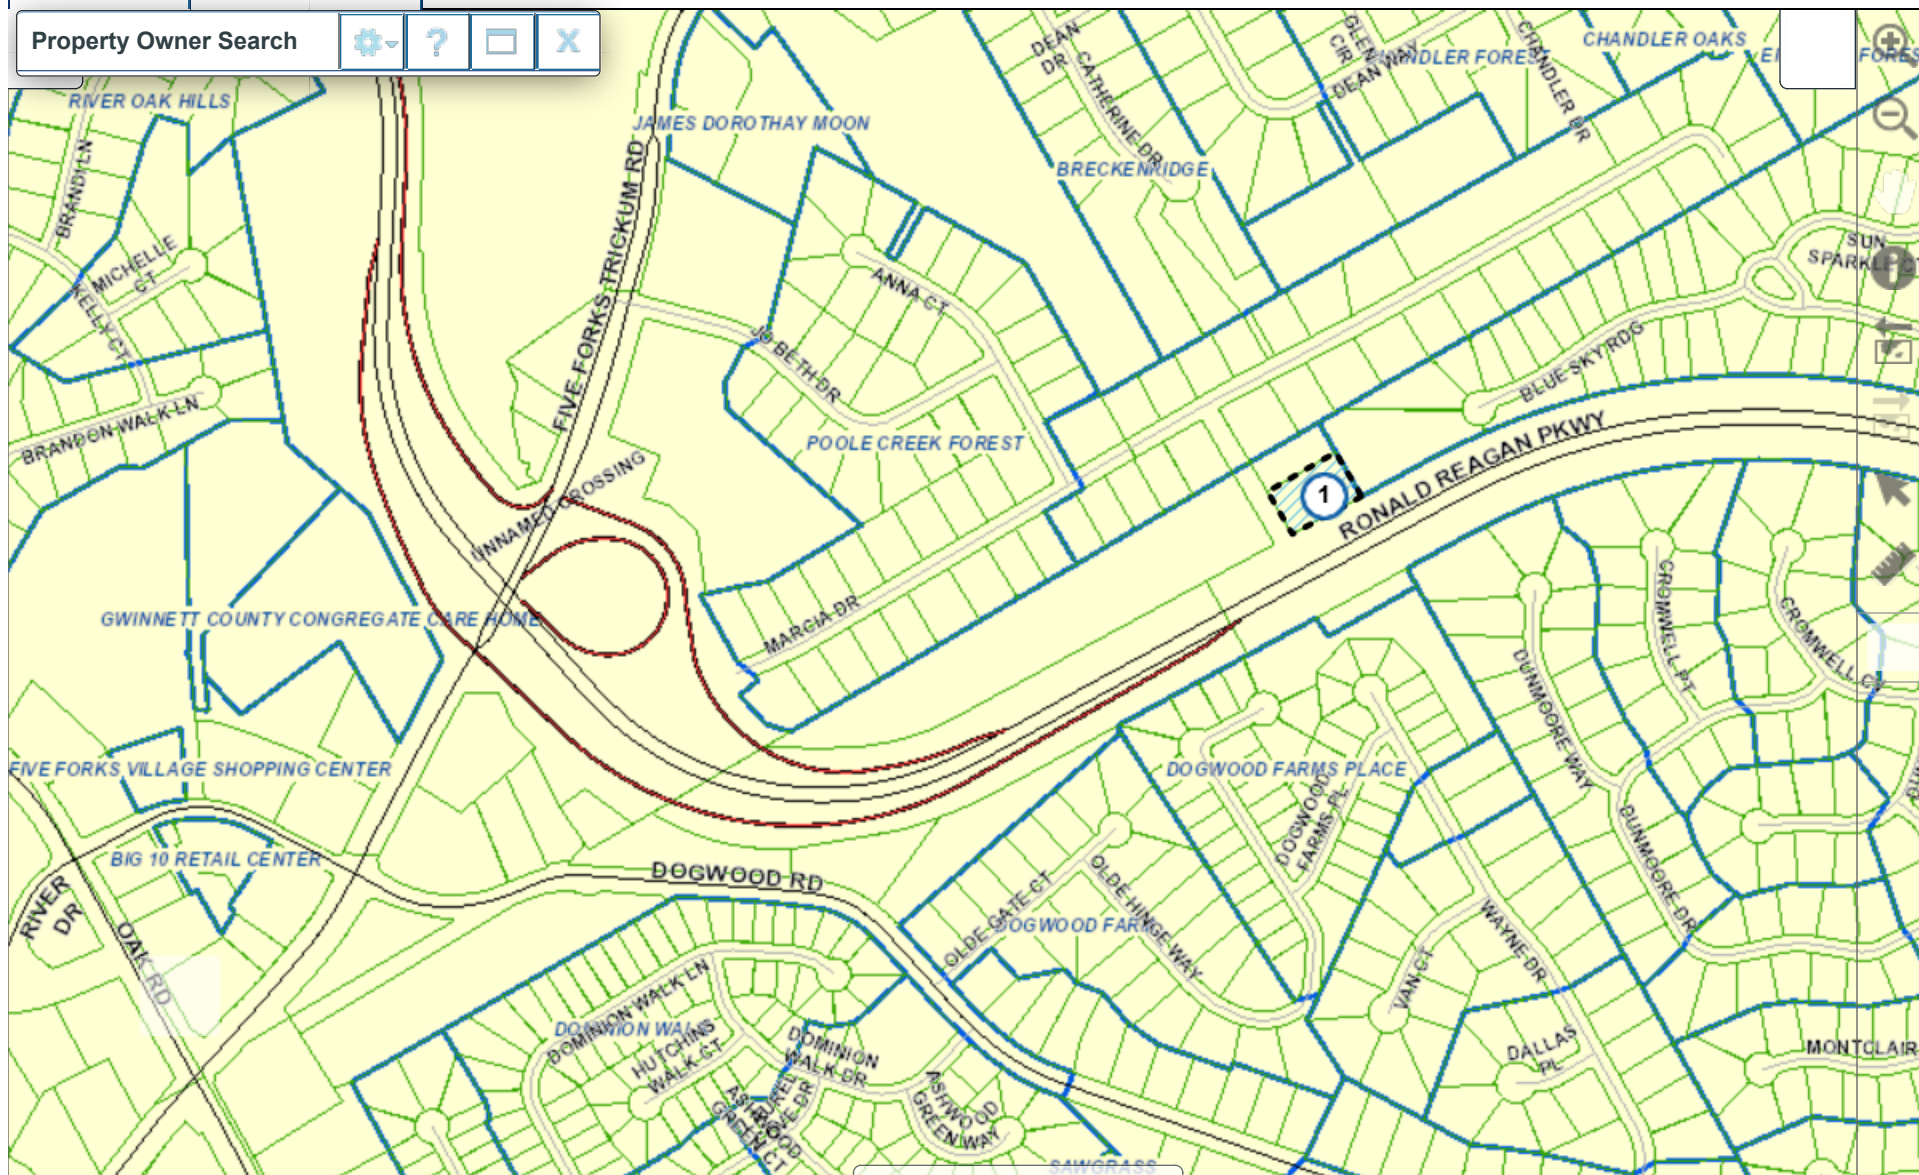 Property Owner Search
?
X
DEAN
DR
GLEN
CIR
DEAN WAY
CHANDLER FOREST
CHANDLER OAKS
CHANDLER DR
CATHERINE DR
RIVER OAK HILLS
JAMES DOROTHAY MOON
BRECKENRIDGE
BRANDI LN
FIVE FORKS TRICKUM RD
MICHELLE
CT
KELLY CT
ANNA CT
SUN
SPARKLE CT
JO BETH DR
BLUE SKY RDG
BRANDON WALK LN
POOLE CREEK FOREST
RONALD REAGAN PKWY
1
UNNAMED CROSSING
GWINNETT COUNTY CONGREGATE CARE HOME
MARCIA DR
CROMWELL PT
CROMWELL CV
DUNMOORE WAY
FIVE FORKS VILLAGE SHOPPING CENTER
DOGWOOD FARMS PLACE
DOGWOOD
FARMS PL
DUNMOORE DR
BIG 10 RETAIL CENTER
DOGWOOD RD
RIVER
DR
OAK RD
OLDE GATE CT
OLDE HINGE WAY
DOGWOOD FARM
WAYNE DR
VAN CT
DOMINION WALK LN
DOMINION WALK
HUTCHINS
WALK CT
DOMINION
WALK DR
DALLAS
PL
MONTCLAIR
LAUREL
ASHWOOD
GREEN CT
ASHWOOD
GREEN WAY
SAWGRASS